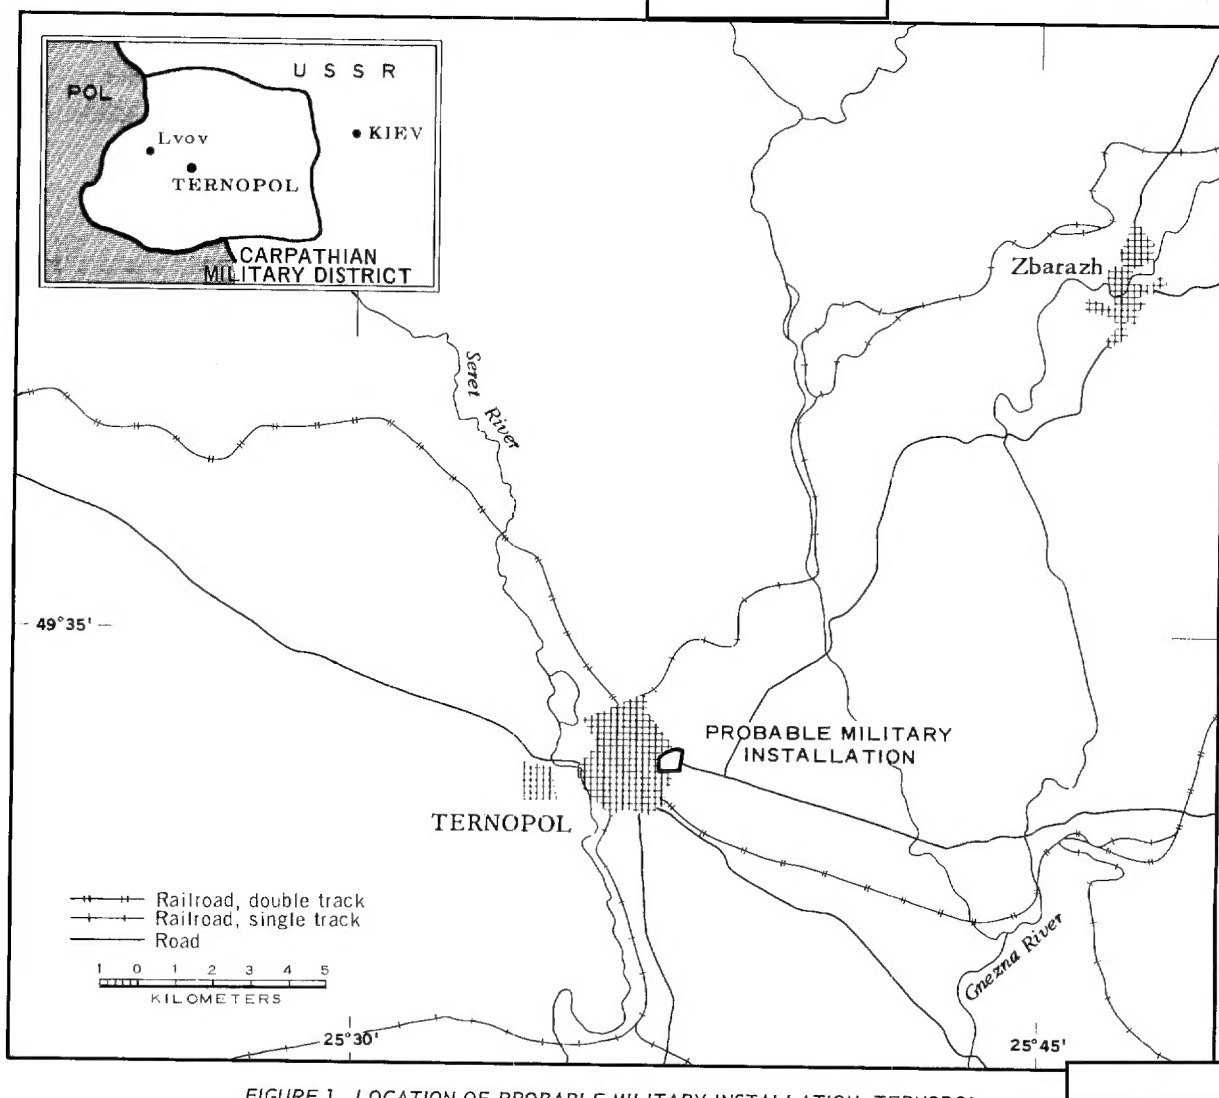 U S S R
POL
KIEV
Lvov
TERNOPOL
CARPATHIAN
MILITARY DISTRICT
Zbarazh
Seret River
49°35'
PROBABLE MILITARY
INSTALLATION
TERNOPOL
Railroad, double track
Railroad, single track
Road
1 0 1 2 3 4 5
KILOMETERS
Gnezna River
25°30'
25°45'
FIGURE 1. LOCATION OF PROBABLE MILITARY INSTALLATION, TERNOPOL